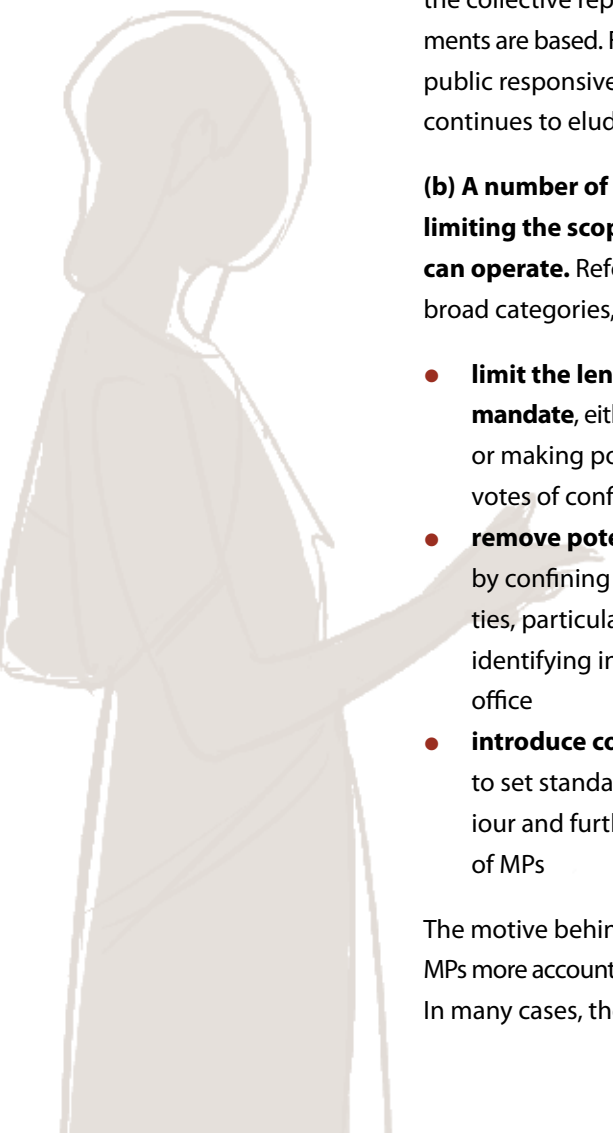 the collective rep
ments are based.
public responsive
continues to elud
(b) A number of
limiting the scop
can operate. Refo
broad categories,
• limit the len
mandate, eit
or making po
votes of conf
• remove pote
by confining
ties, particula
identifying in
office
• introduce co
to set standa
iour and furth
of MPs
The motive behin
MPs more account
In many cases, the